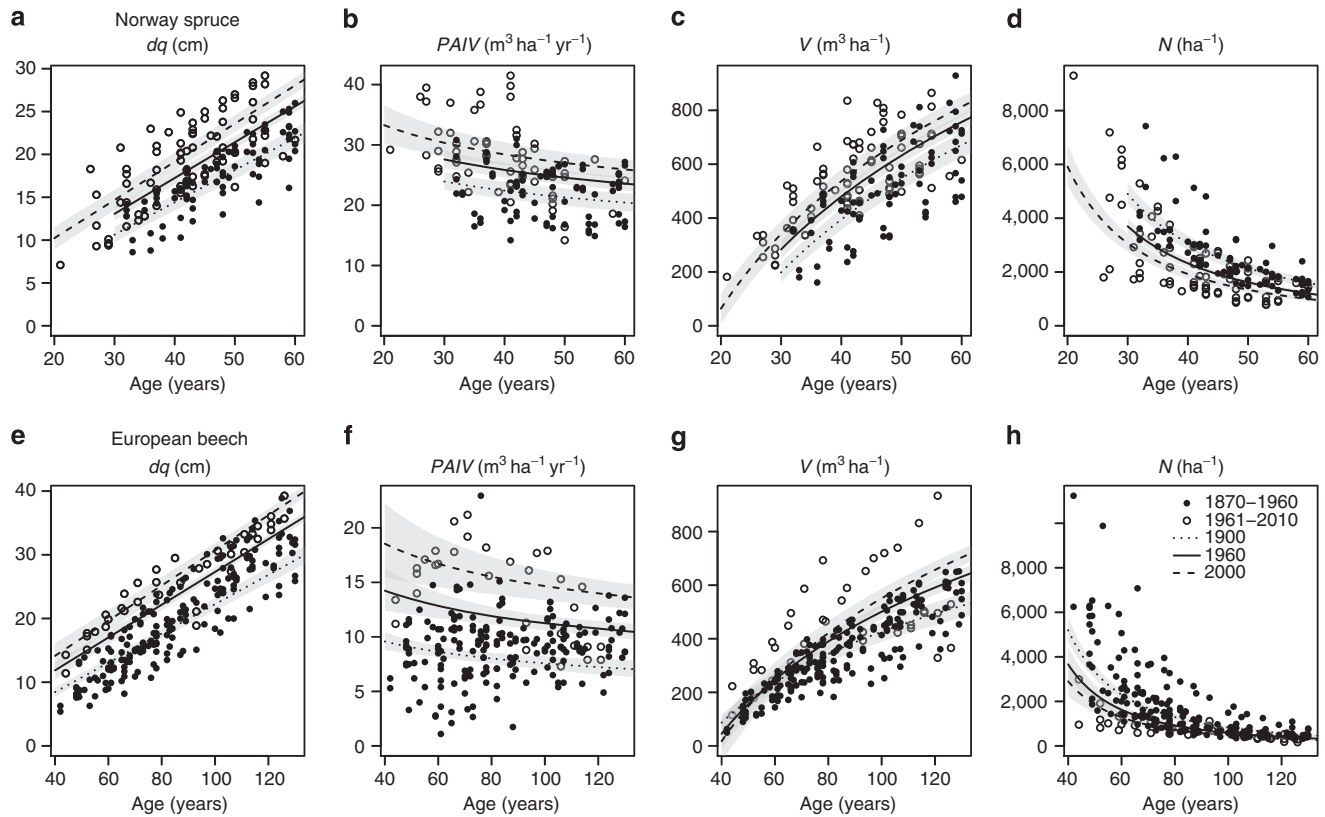 a
Norway spruce
dq (cm)
30
25
20
15
10
5
0
20 30 40 50 60
Age (years)
b
PAIV (m³ ha⁻¹ yr⁻¹)
40
30
20
10
0
20 30 40 50 60
Age (years)
c
V (m³ ha⁻¹)
800
600
400
200
0
20 30 40 50 60
Age (years)
d
N (ha⁻¹)
8,000
6,000
4,000
2,000
0
20 30 40 50 60
Age (years)
e
European beech
dq (cm)
40
30
20
10
0
40 60 80 100 120
Age (years)
f
PAIV (m³ ha⁻¹ yr⁻¹)
20
15
10
5
0
40 60 80 100 120
Age (years)
g
V (m³ ha⁻¹)
800
600
400
200
0
40 60 80 100 120
Age (years)
h
N (ha⁻¹)
1870–1960
1961–2010
1900
1960
2000
8,000
6,000
4,000
2,000
0
40 60 80 100 120
Age (years)